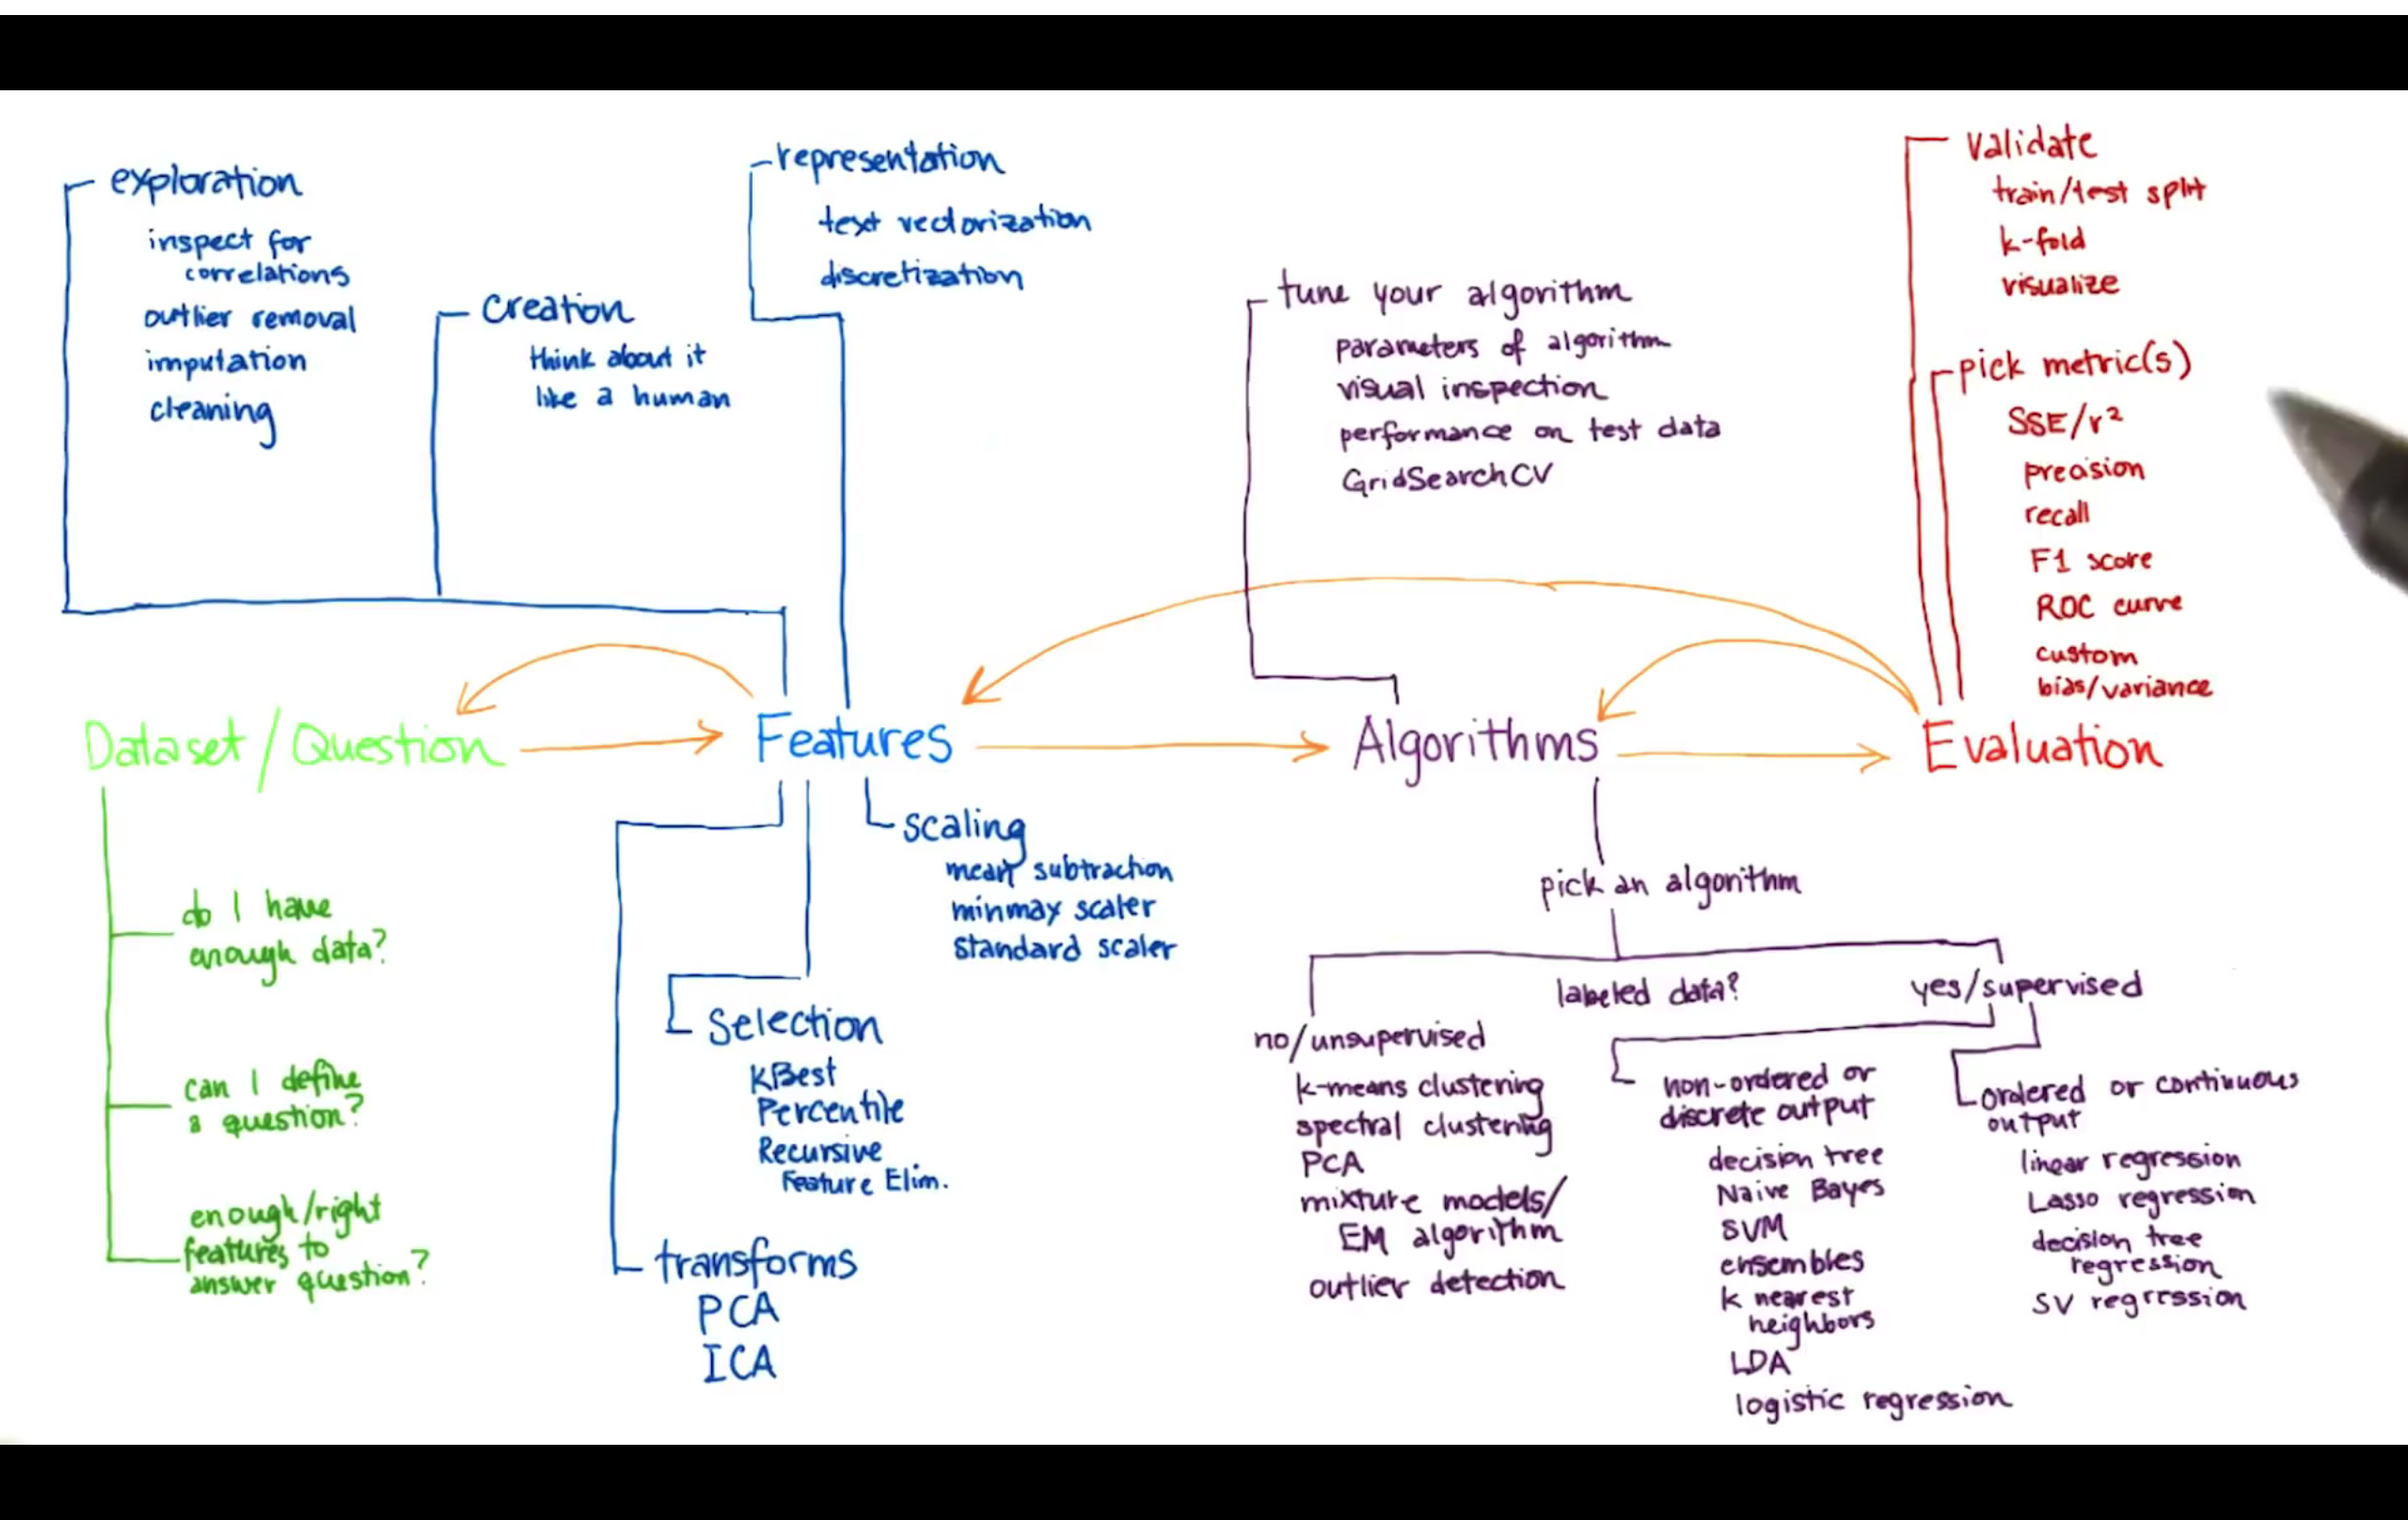 exploration
inspect for
correlations
outlier removal
imputation
cleaning
creation
think about it
like a human
representation
text vectorization
discretization
tune your algorithm
parameters of algorithm
visual inspection
performance on test data
GridSearchCV
validate
train/test split
k-fold
visualize
pick metric(s)
SSE/r²
precision
recall
F1 score
ROC curve
custom
bias/variance
Dataset/Question
Features
Algorithms
Evaluation
do I have
enough data?
can I define
a question?
enough/right
features to
answer question?
scaling
mean subtraction
minmax scaler
standard scaler
Selection
KBest
Percentile
Recursive
Feature Elim.
transforms
PCA
ICA
pick an algorithm
labeled data?
no/unsupervised
k-means clustering
spectral clustering
PCA
mixture models/
EM algorithm
outlier detection
yes/supervised
non-ordered or
discrete output
decision tree
Naive Bayes
SVM
ensembles
k nearest
neighbors
LDA
logistic regression
ordered or continuous
output
linear regression
Lasso regression
decision tree
regression
SV regression